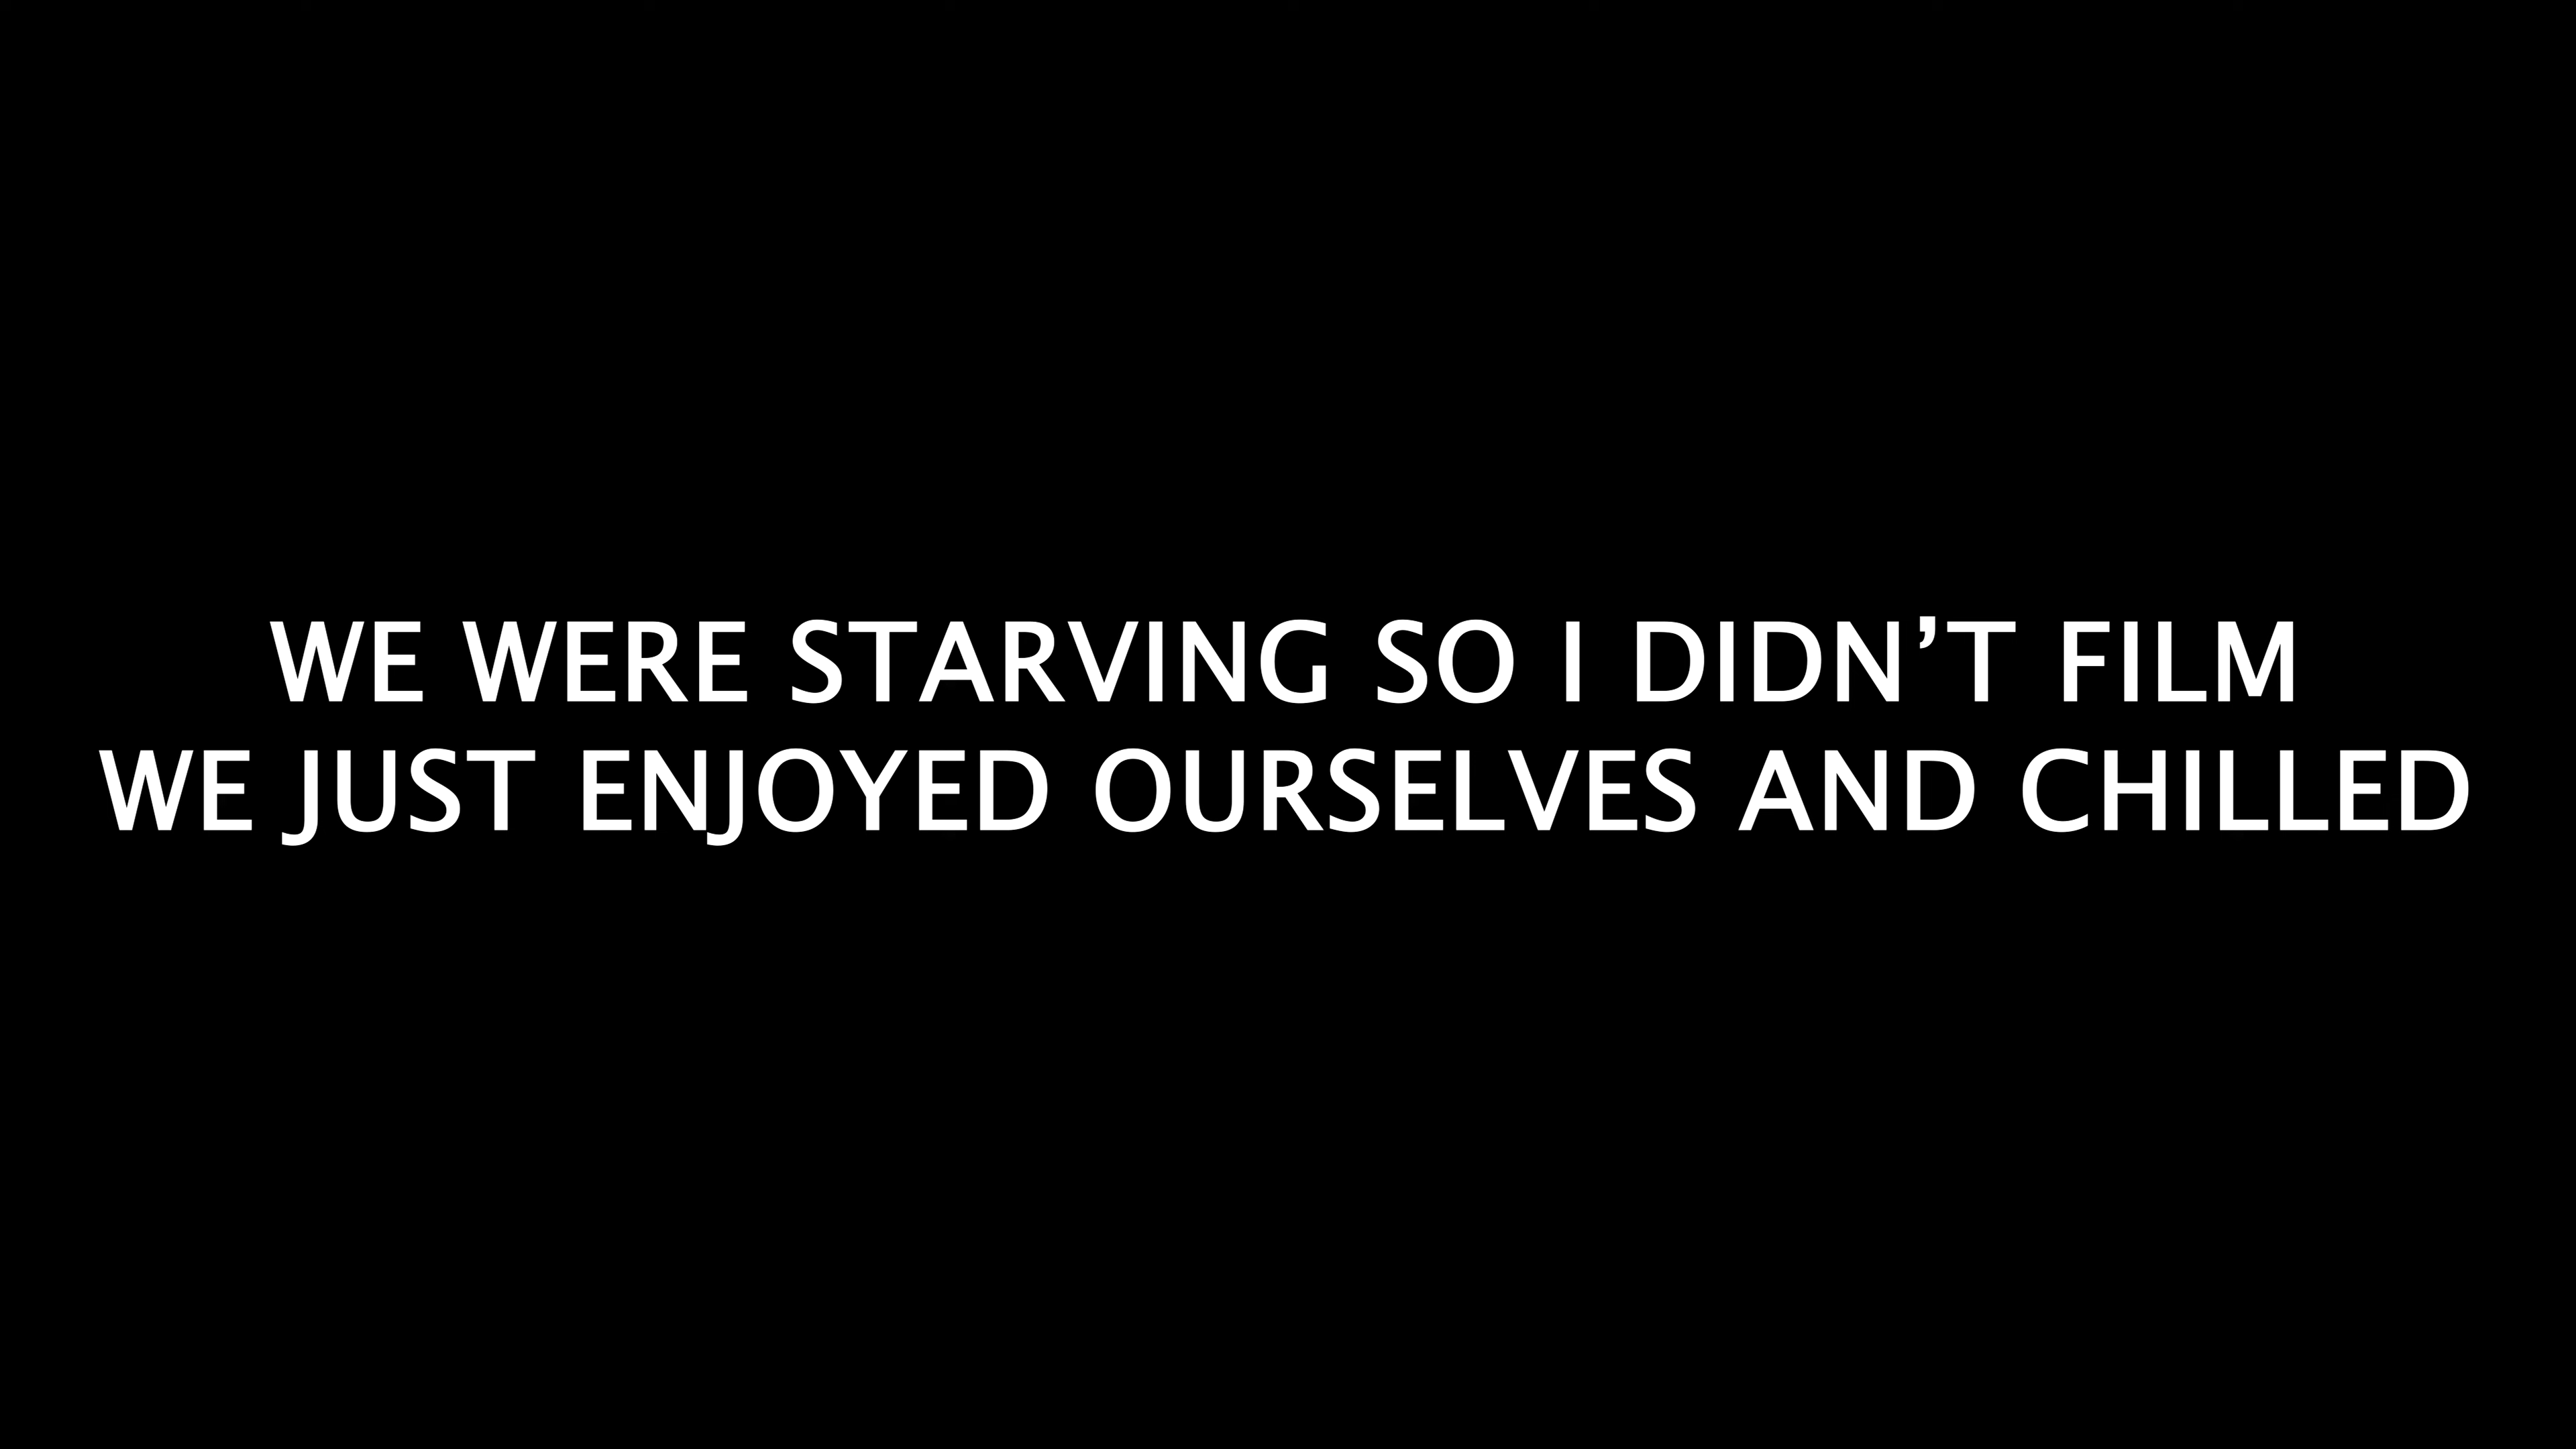 WE WERE STARVING SO I DIDN’T FILM
WE JUST ENJOYED OURSELVES AND CHILLED